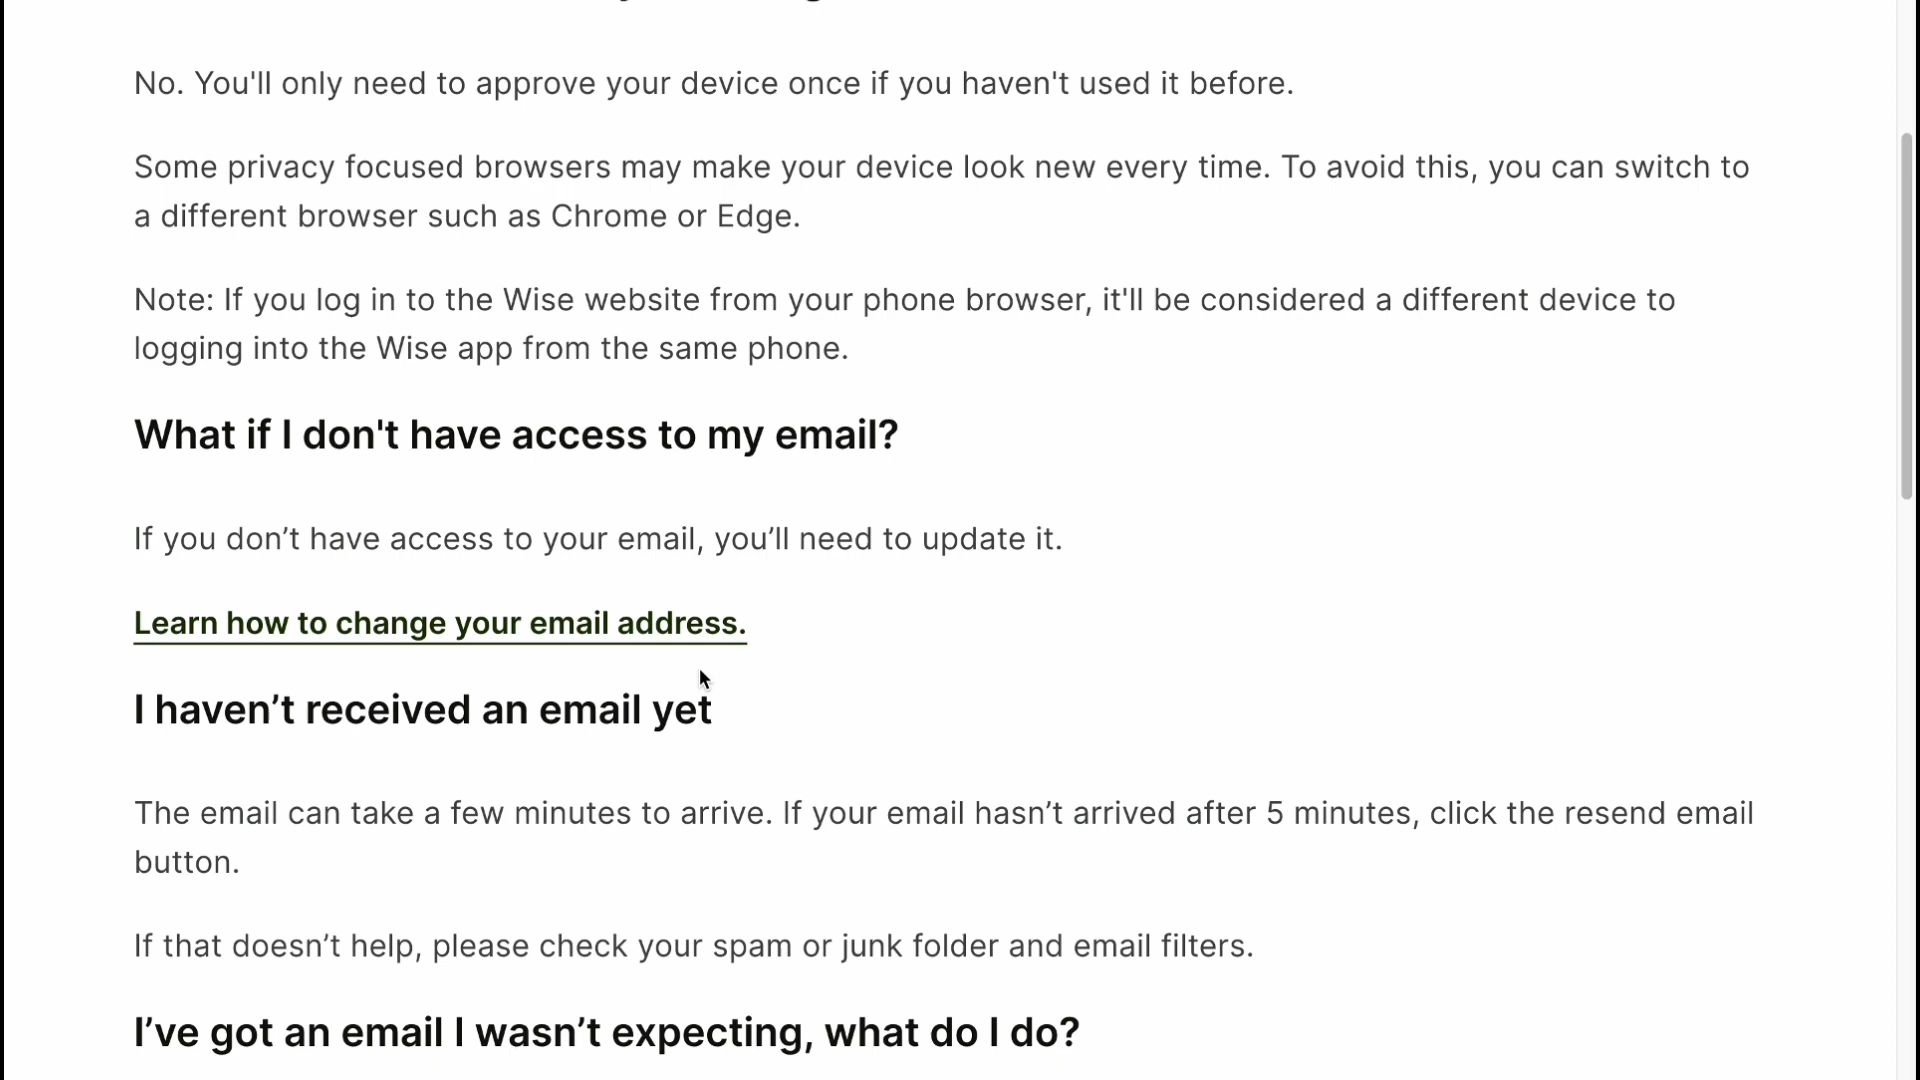 No. You'll only need to approve your device once if you haven't used it before.
Some privacy focused browsers may make your device look new every time. To avoid this, you can switch to
a different browser such as Chrome or Edge.
Note: If you log in to the Wise website from your phone browser, it'll be considered a different device to
logging into the Wise app from the same phone.
What if I don't have access to my email?
If you don’t have access to your email, you’ll need to update it.
Learn how to change your email address.
I haven’t received an email yet
The email can take a few minutes to arrive. If your email hasn’t arrived after 5 minutes, click the resend email
button.
If that doesn’t help, please check your spam or junk folder and email filters.
I’ve got an email I wasn’t expecting, what do I do?